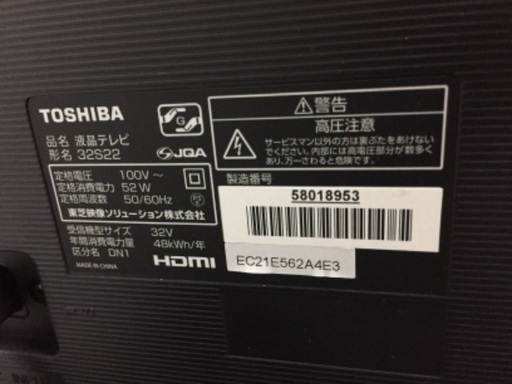 TOSHIBA
G
品名 液晶テレビ
形名 32S22
S JQA
定格電圧 100V～
定格消費電力 52W
定格周波数 50/60Hz
東芝映像ソリューション株式会社
受信機型サイズ 32V
年間消費電力量 48kWh/年
区分名 DN1
MADE IN CHINA
HDMI
警告
高圧注意
サービスマン以外の方は裏ぶたをあけない
でください。内部には高電圧部分が数多く
あり、万一さわると危険です。
製造番号
58018953
EC21E562A4E3